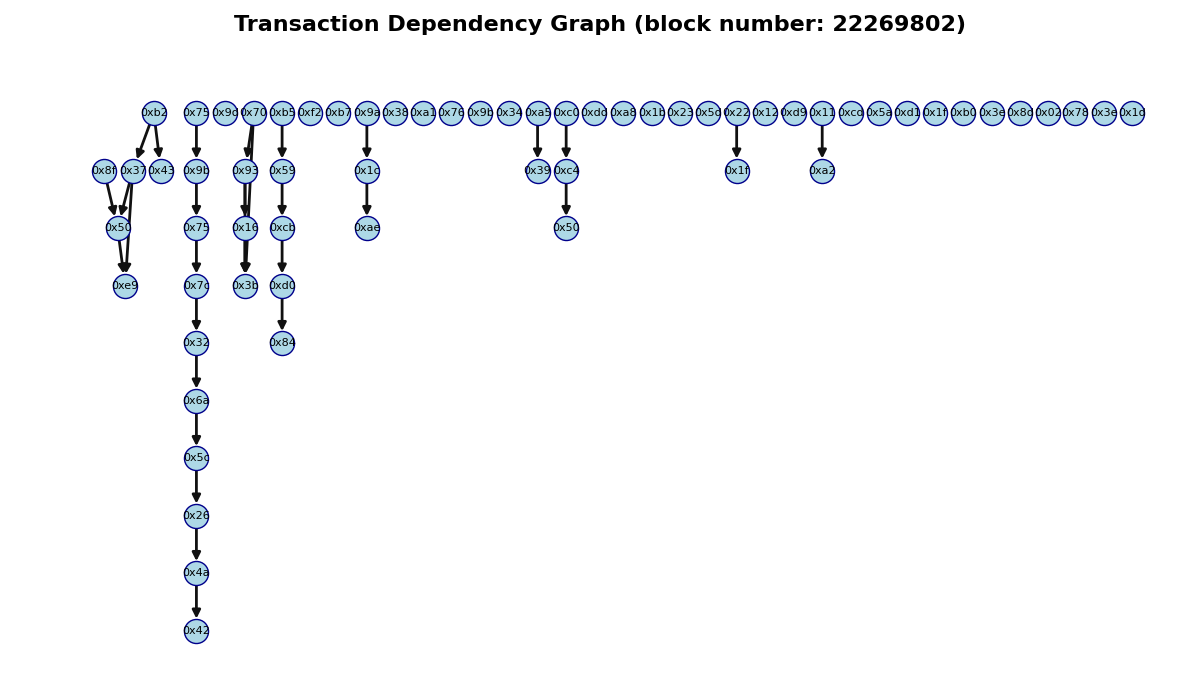 Transaction Dependency Graph (block number: 22269802)
0xb2 0x75 0x9d 0x70 0xb5 0xf2 0xb7 0x9a 0x38 0xa1 0x76 0x9b 0x34 0xa5 0xc0 0xdd 0xa8 0x1b 0x23 0x5d 0x22 0x12 0xd9 0x11 0xcd 0x5a 0xd1 0x1f 0xb0 0x3e 0x8d 0x02 0x78 0x3e 0x1d
0x8f 0x37 0x43 0x9b 0x93 0x59 0x1c 0x39 0xc4 0x1f 0xa2
0x50 0x75 0x16 0xcb 0xae 0x50
0xe9 0x7c 0x3b 0xd0
0x32 0x84
0x6a
0x5c
0x26
0x4a
0x42